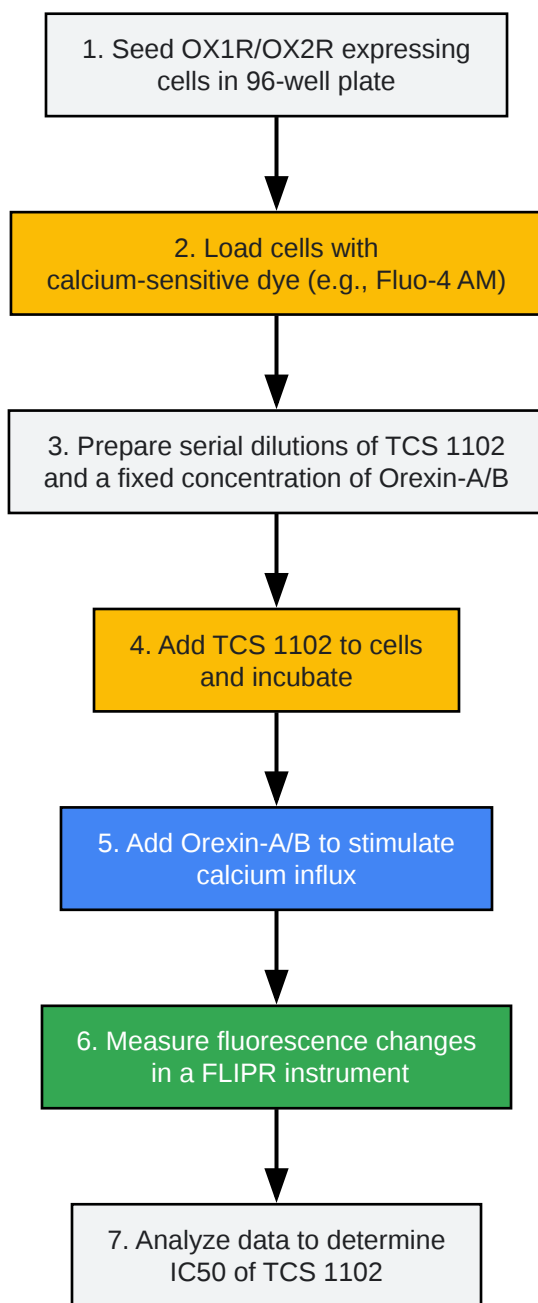 1. Seed OX1R/OX2R expressing
cells in 96-well plate
2. Load cells with
calcium-sensitive dye (e.g., Fluo-4 AM)
3. Prepare serial dilutions of TCS 1102
and a fixed concentration of Orexin-A/B
4. Add TCS 1102 to cells
and incubate
5. Add Orexin-A/B to stimulate
calcium influx
6. Measure fluorescence changes
in a FLIPR instrument
7. Analyze data to determine
IC50 of TCS 1102